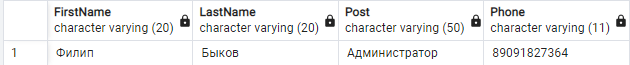 FirstName LastName Post Phone
character varying (20) character varying (20) character varying (50) character varying (11)
1 Филип Быков Администратор 89091827364